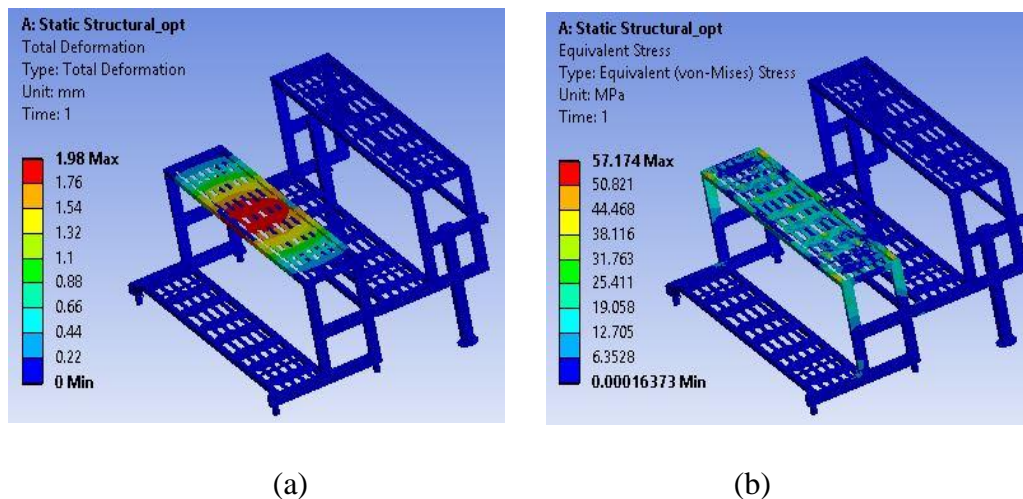 A: Static Structural_opt
Total Deformation
Type: Total Deformation
Unit: mm
Time: 1
1.98 Max
1.76
1.54
1.32
1.1
0.88
0.66
0.44
0.22
0 Min
A: Static Structural_opt
Equivalent Stress
Type: Equivalent (von-Mises) Stress
Unit: MPa
Time: 1
57.174 Max
50.821
44.468
38.116
31.763
25.411
19.058
12.705
6.3528
0.00016373 Min
(a)
(b)